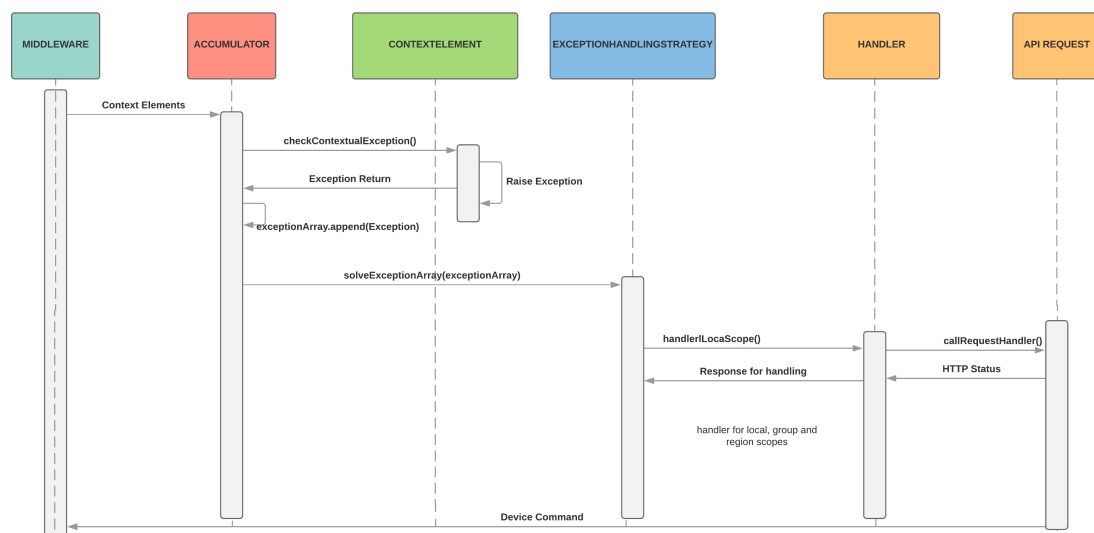 MIDDLEWARE
ACCUMULATOR
CONTEXTELEMENT
EXCEPTIONHANDLINGSTRATEGY
HANDLER
API REQUEST
Context Elements
checkContextualException()
Raise Exception
Exception Return
exceptionArray.append(Exception)
solveExceptionArray(exceptionArray)
handlerlLocaScope()
callRequestHandler()
HTTP Status
Response for handling
handler for local, group and
region scopes
Device Command